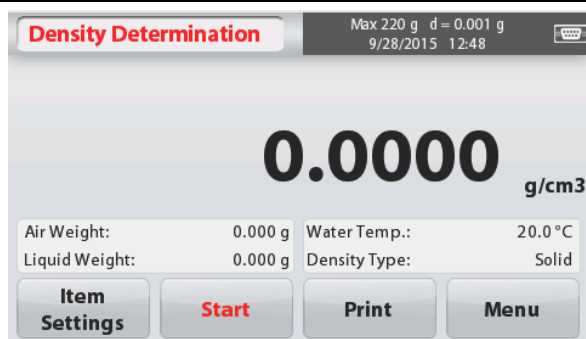 Density Determination
Max 220 g d = 0.001 g
9/28/2015 12:48
0.0000
g/cm3
Air Weight: 0.000 g Water Temp.: 20.0 °C
Liquid Weight: 0.000 g Density Type: Solid
Item Settings
Start
Print
Menu